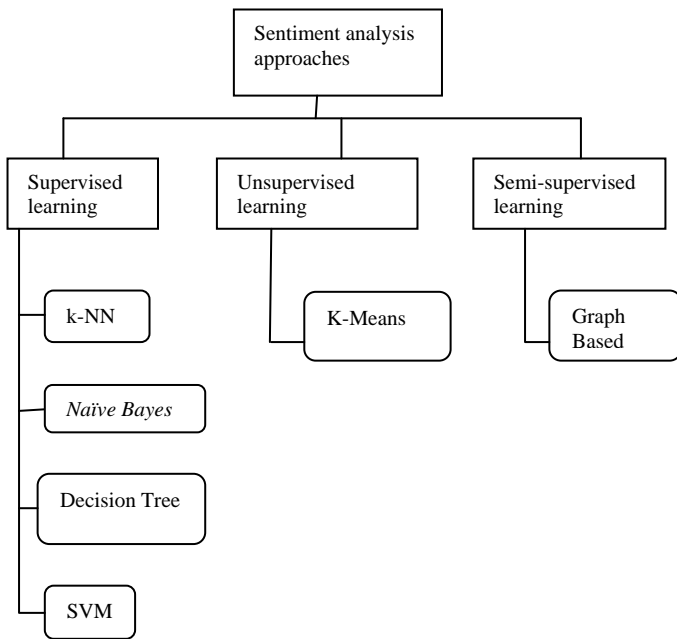 Sentiment analysis
approaches
Supervised
learning
Unsupervised
learning
Semi-supervised
learning
k-NN
K-Means
Graph
Based
Naïve Bayes
Decision Tree
SVM